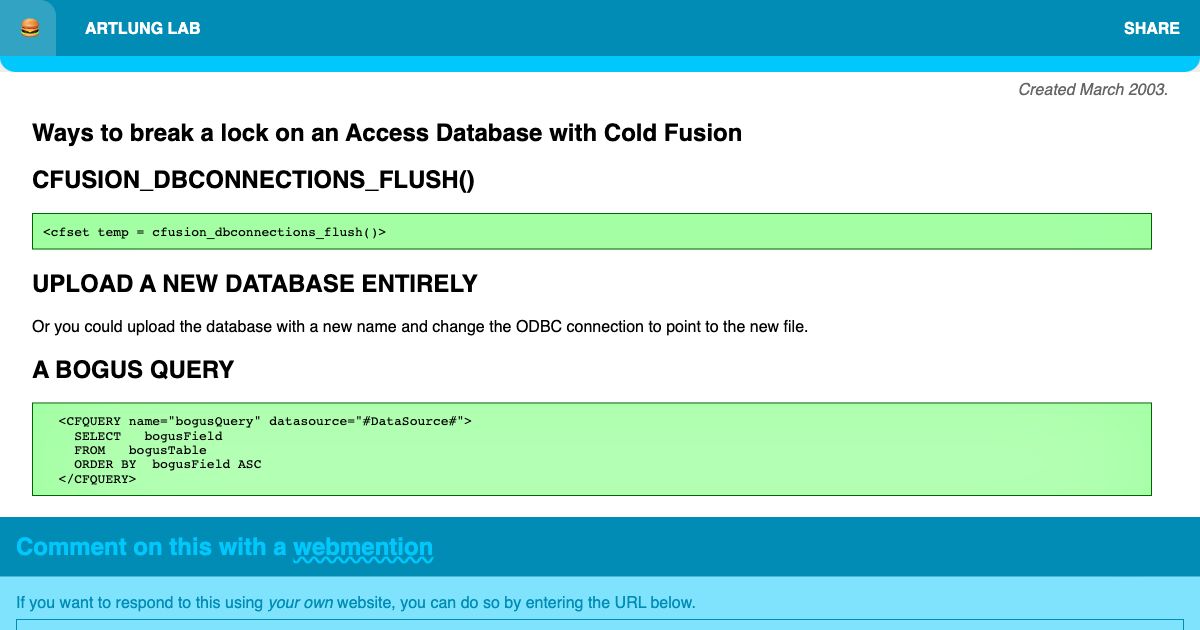 ARTLUNG LAB
SHARE
Created March 2003.
Ways to break a lock on an Access Database with Cold Fusion
CFUSION_DBCONNECTIONS_FLUSH()
<cfset temp = cfusion_dbconnections_flush()>
UPLOAD A NEW DATABASE ENTIRELY
Or you could upload the database with a new name and change the ODBC connection to point to the new file.
A BOGUS QUERY
<CFQUERY name="bogusQuery" datasource="#DataSource#">
SELECT   bogusField
FROM   bogusTable
ORDER BY  bogusField ASC
</CFQUERY>
Comment on this with a webmention
If you want to respond to this using your own website, you can do so by entering the URL below.